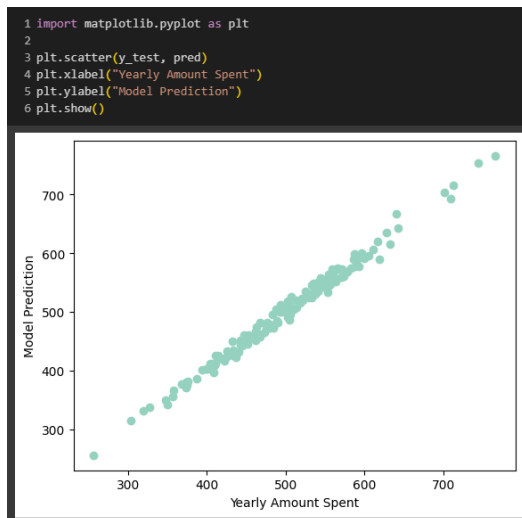 1 import matplotlib.pyplot as plt
2
3 plt.scatter(y_test, pred)
4 plt.xlabel("Yearly Amount Spent")
5 plt.ylabel("Model Prediction")
6 plt.show()
700
600
500
400
300
Model Prediction
300 400 500 600 700
Yearly Amount Spent